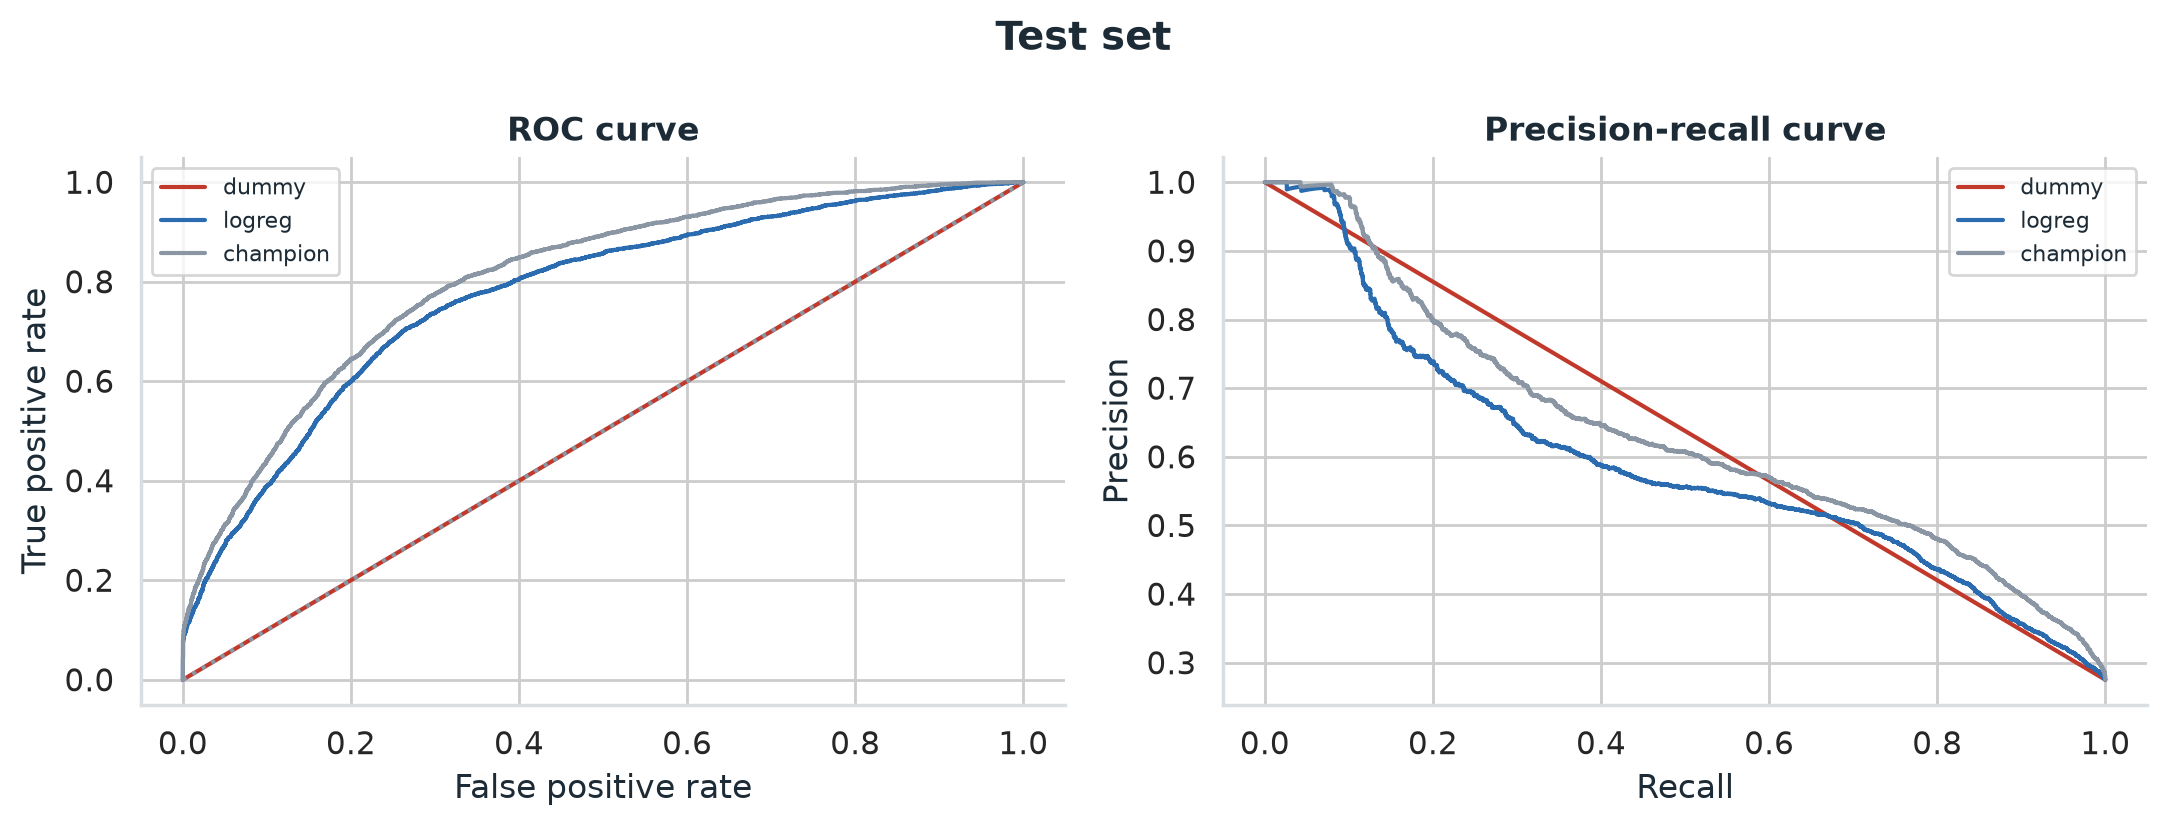 Test set
ROC curve
1.0
0.8
0.6
0.4
0.2
0.0
True positive rate
dummy
logreg
champion
0.0 0.2 0.4 0.6 0.8 1.0
False positive rate
Precision-recall curve
1.0
0.9
0.8
0.7
0.6
0.5
0.4
0.3
Precision
dummy
logreg
champion
0.0 0.2 0.4 0.6 0.8 1.0
Recall